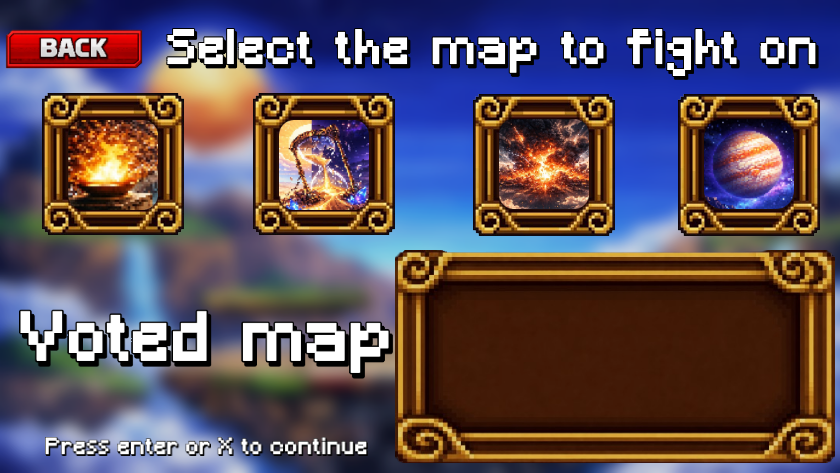 BACK
Select the map to fight on
Voted map
Press enter or X to continue